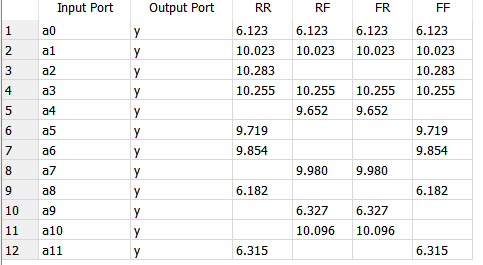 Input Port Output Port RR RF FR FF
1 a0 y 6.123 6.123 6.123 6.123
2 a1 y 10.023 10.023 10.023 10.023
3 a2 y 10.283 10.283
4 a3 y 10.255 10.255 10.255 10.255
5 a4 y 9.652 9.652
6 a5 y 9.719 9.719
7 a6 y 9.854 9.854
8 a7 y 9.980 9.980
9 a8 y 6.182 6.182
10 a9 y 6.327 6.327
11 a10 y 10.096 10.096
12 a11 y 6.315 6.315